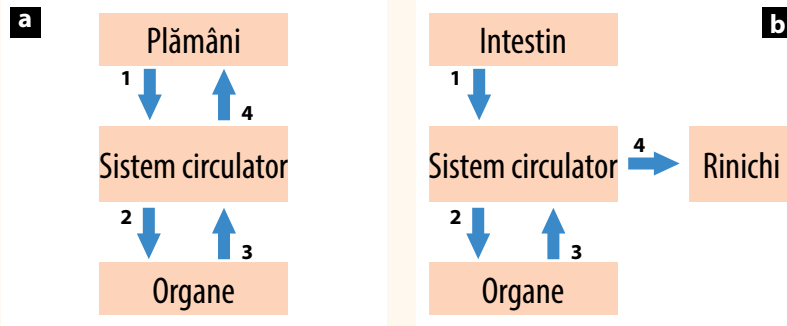 a
Plămâni
1
4
Sistem circulator
2
3
Organe
b
Intestin
1
Sistem circulator
4
Rinichi
2
3
Organe